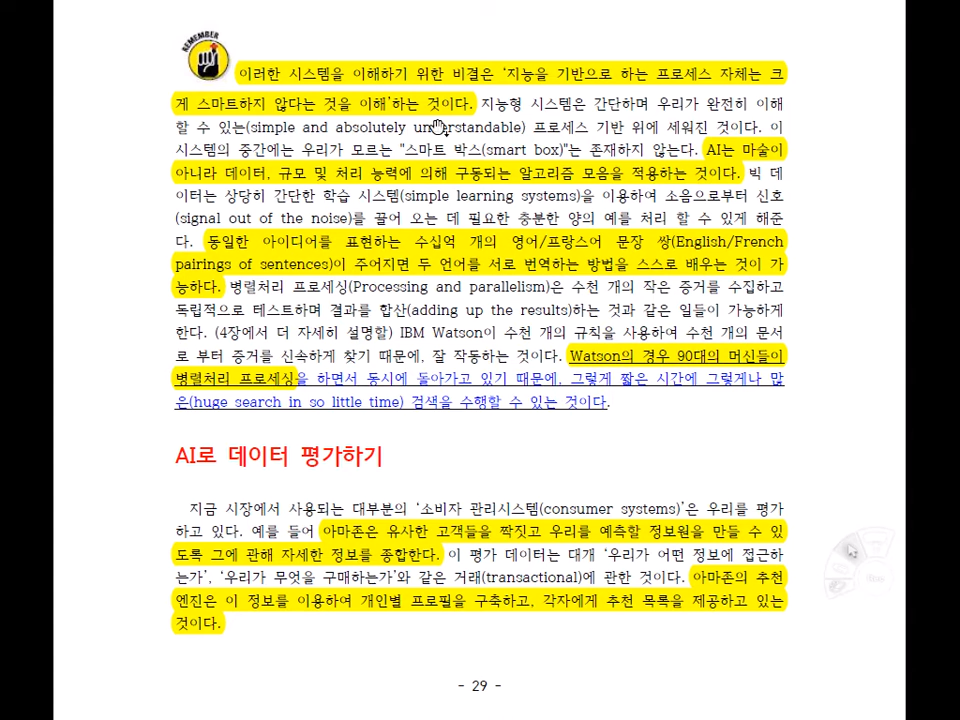 REMEMBER
이러한 시스템을 이해하기 위한 비결은 '지능을 기반으로 하는 프로세스 자체는 크
게 스마트하지 않다는 것을 이해'하는 것이다. 지능형 시스템은 간단하며 우리가 완전히 이해
할 수 있는(simple and absolutely understandable) 프로세스 기반 위에 세워진 것이다. 이
시스템의 중간에는 우리가 모르는 "스마트 박스(smart box)"는 존재하지 않는다. AI는 마술이
아니라 데이터, 규모 및 처리 능력에 의해 구동되는 알고리즘 모음을 적용하는 것이다. 빅 데
이터는 상당히 간단한 학습 시스템(simple learning systems)을 이용하여 소음으로부터 신호
(signal out of the noise)를 끌어 오는 데 필요한 충분한 양의 예를 처리 할 수 있게 해준
다. 동일한 아이디어를 표현하는 수십억 개의 영어/프랑스어 문장 쌍(English/French
pairings of sentences)이 주어지면 두 언어를 서로 번역하는 방법을 스스로 배우는 것이 가
능하다. 병렬처리 프로세싱(Processing and parallelism)은 수천 개의 작은 증거를 수집하고
독립적으로 테스트하며 결과를 합산(adding up the results)하는 것과 같은 일들이 가능하게
한다. (4장에서 더 자세히 설명할) IBM Watson이 수천 개의 규칙을 사용하여 수천 개의 문서
로 부터 증거를 신속하게 찾기 때문에, 잘 작동하는 것이다. Watson의 경우 90대의 머신들이
병렬처리 프로세싱을 하면서 동시에 돌아가고 있기 때문에, 그렇게 짧은 시간에 그렇게나 많
은(huge search in so little time) 검색을 수행할 수 있는 것이다.
AI로 데이터 평가하기
지금 시장에서 사용되는 대부분의 '소비자 관리시스템(consumer systems)'은 우리를 평가
하고 있다. 예를 들어 아마존은 유사한 고객들을 짝짓고 우리를 예측할 정보원을 만들 수 있
도록 그에 관해 자세한 정보를 종합한다. 이 평가 데이터는 대개 '우리가 어떤 정보에 접근하
는가', '우리가 무엇을 구매하는가'와 같은 거래(transactional)에 관한 것이다. 아마존의 추천
엔진은 이 정보를 이용하여 개인별 프로필을 구축하고, 각자에게 추천 목록을 제공하고 있는
것이다.
- 29 -